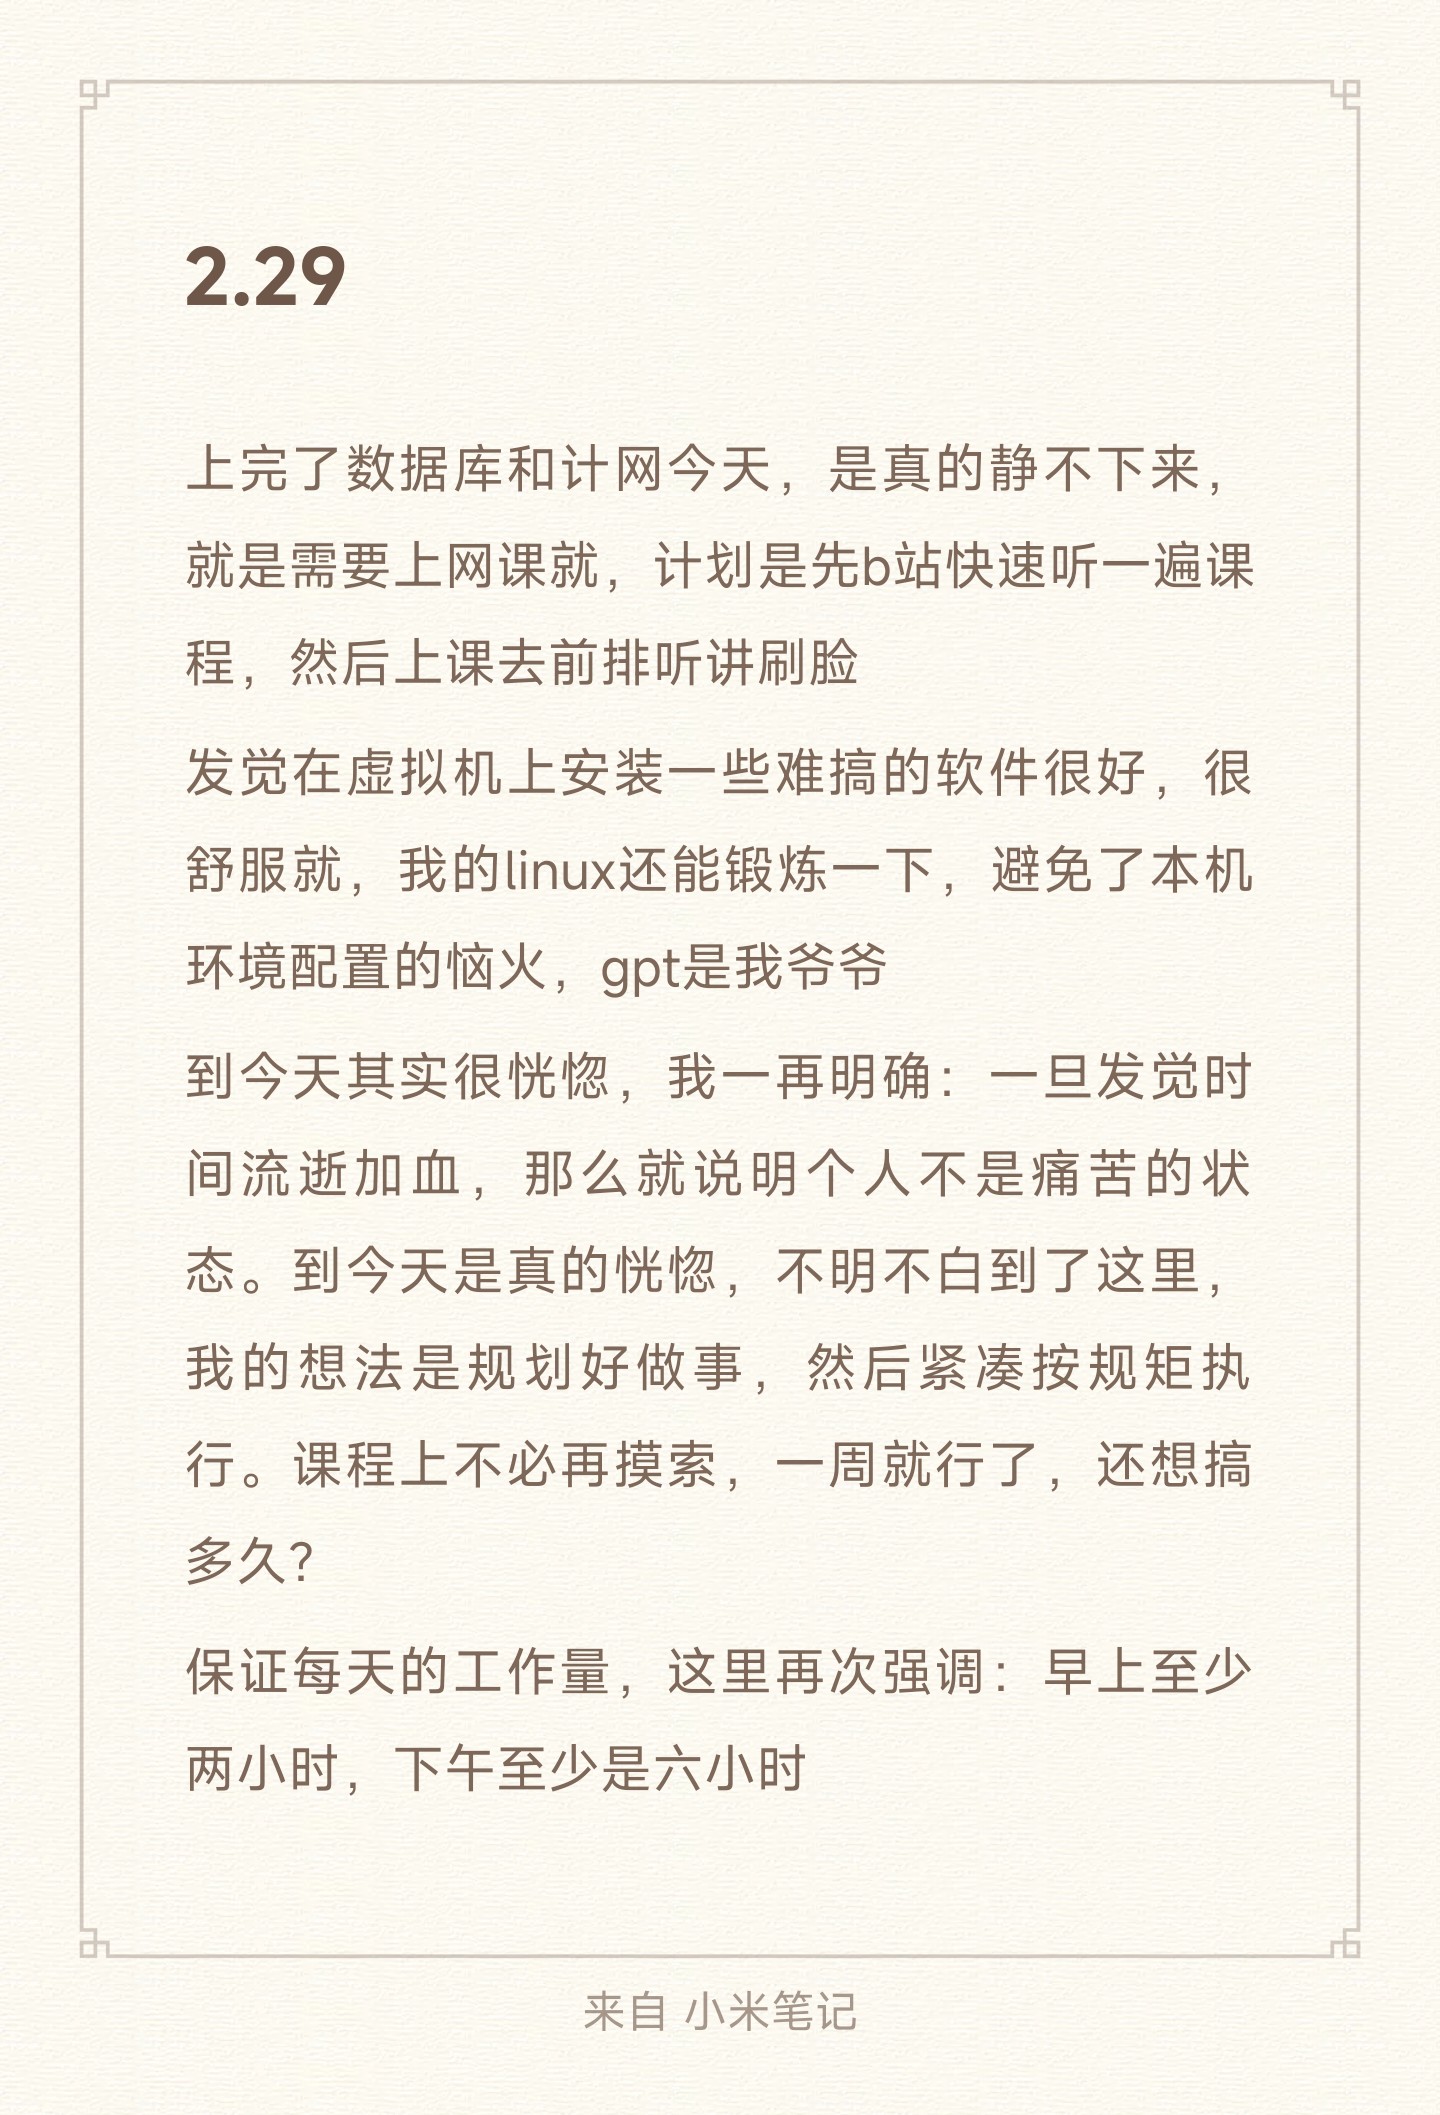 2.29
上完了数据库和计网今天，是真的静不下来，
就是需要上网课就，计划是先b站快速听一遍课
程，然后上课去前排听讲刷脸
发觉在虚拟机上安装一些难搞的软件很好，很
舒服就，我的linux还能锻炼一下，避免了本机
环境配置的恼火，gpt是我爷爷
到今天其实很恍惚，我一再明确：一旦发觉时
间流逝加血，那么就说明个人不是痛苦的状
态。到今天是真的恍惚，不明不白到了这里，
我的想法是规划好做事，然后紧凑按规矩执
行。课程上不必再摸索，一周就行了，还想搞
多久？
保证每天的工作量，这里再次强调：早上至少
两小时，下午至少是六小时
来自 小米笔记